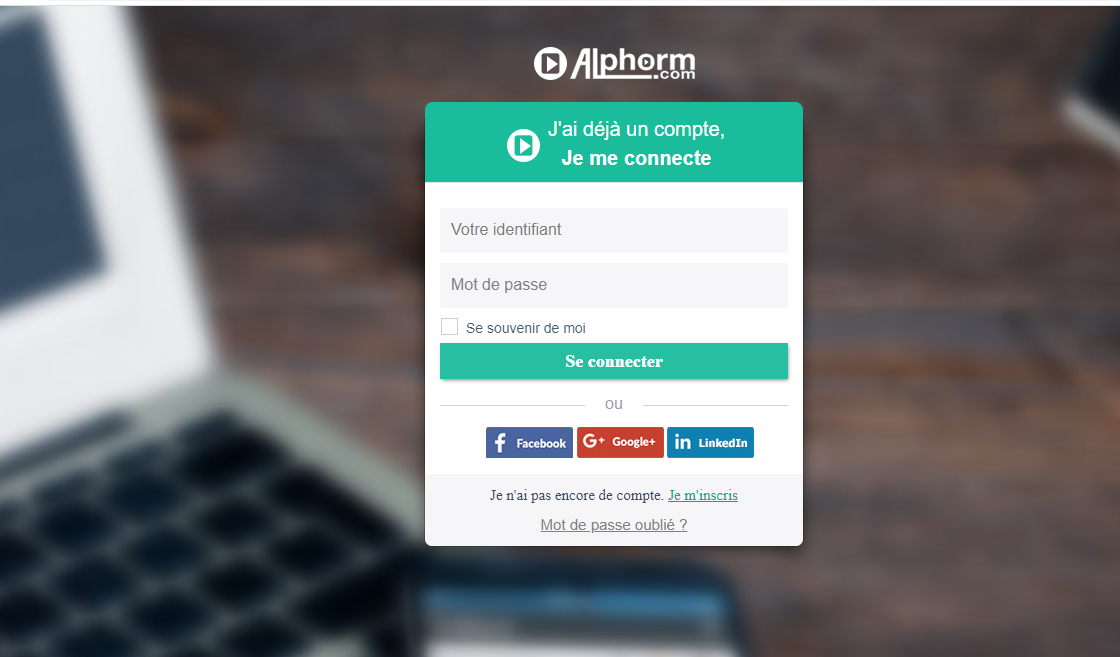 Alphorm
.com
J'ai déjà un compte,
Je me connecte
Votre identifiant
Mot de passe
Se souvenir de moi
Se connecter
ou
Facebook
G+ Google+
in LinkedIn
Je n'ai pas encore de compte. Je m'inscris
Mot de passe oublié ?